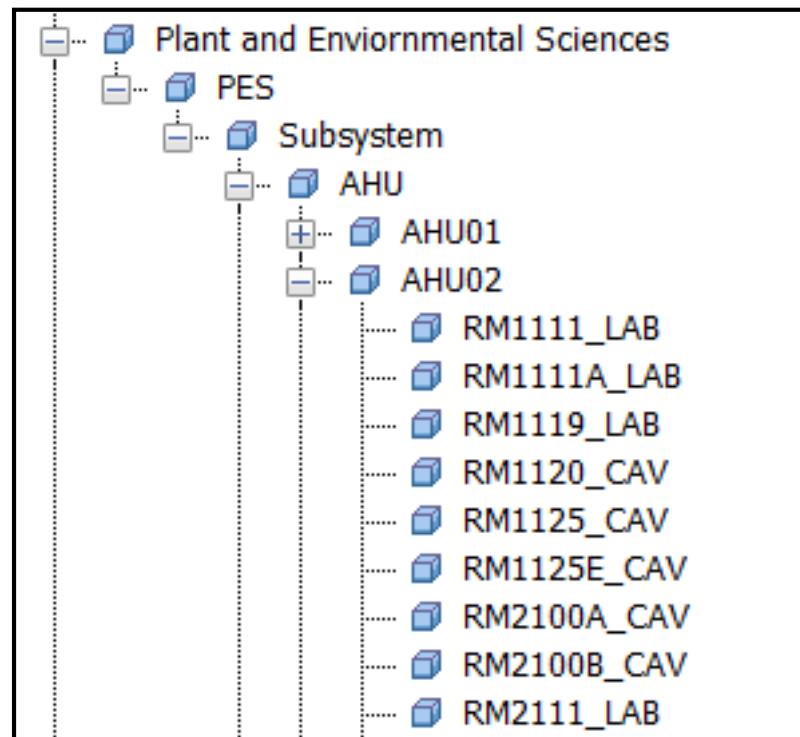 Plant and Enviornmental Sciences
PES
Subsystem
AHU
AHU01
AHU02
RM1111_LAB
RM1111A_LAB
RM1119_LAB
RM1120_CAV
RM1125_CAV
RM1125E_CAV
RM2100A_CAV
RM2100B_CAV
RM2111_LAB